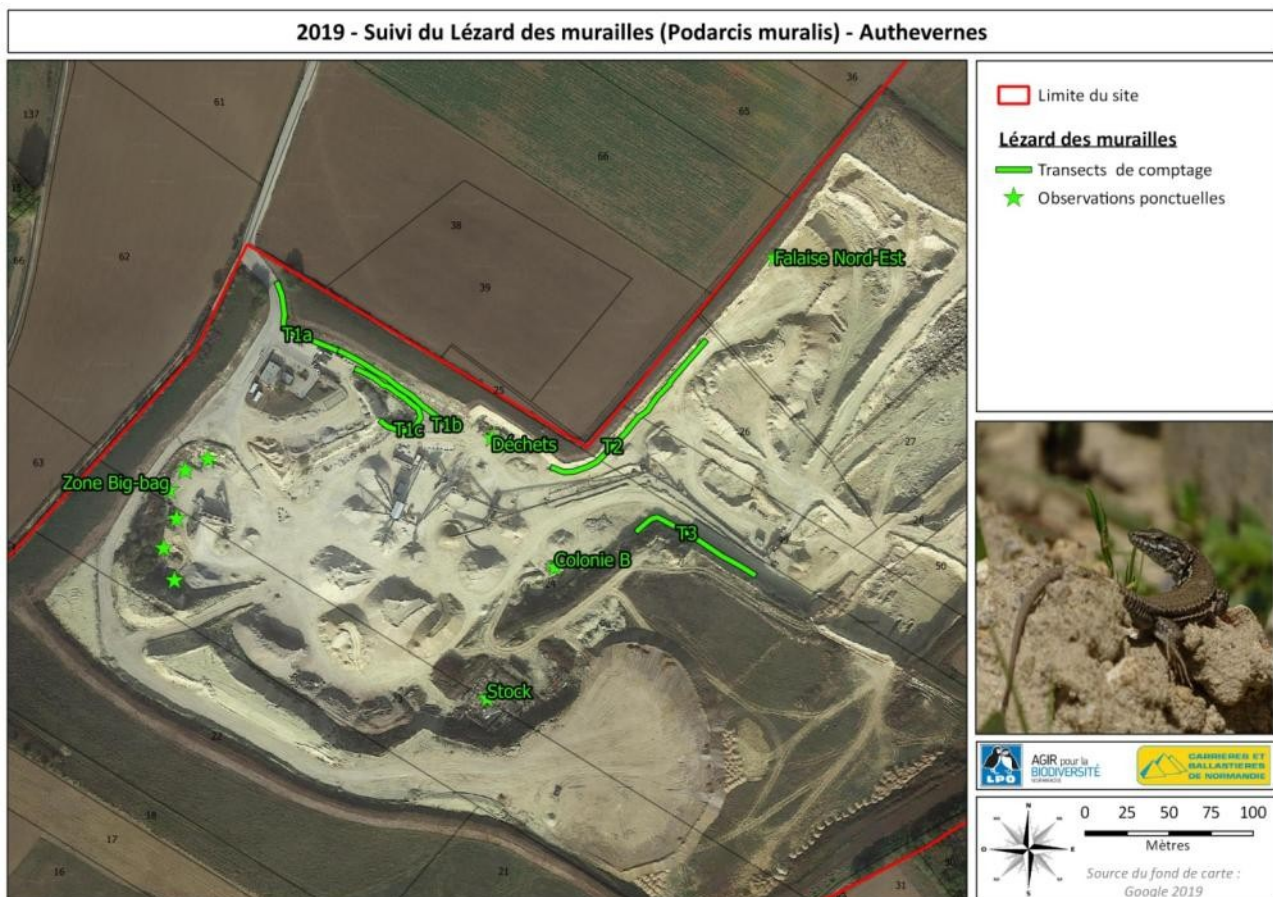 2019 - Suivi du Lézard des murailles (Podarcis muralis) - Authevernes
137
61
36
65
66
62
38
39
66
63
25
26
27
50
22
18
17
16
21
31
Falaise Nord-Est
T1a
T1b
T1c
Déchets
T2
Zone Big-bag
Colonie B
T3
Stock
Limite du site
Lézard des murailles
Transects de comptage
Observations ponctuelles
LPO
AGIR pour la
BIODIVERSITÉ
NORMANDIE
CARRIERES ET
BALLASTIERES
DE NORMANDIE
N
O
E
S
0 25 50 75 100
Mètres
Source du fond de carte :
Google 2019